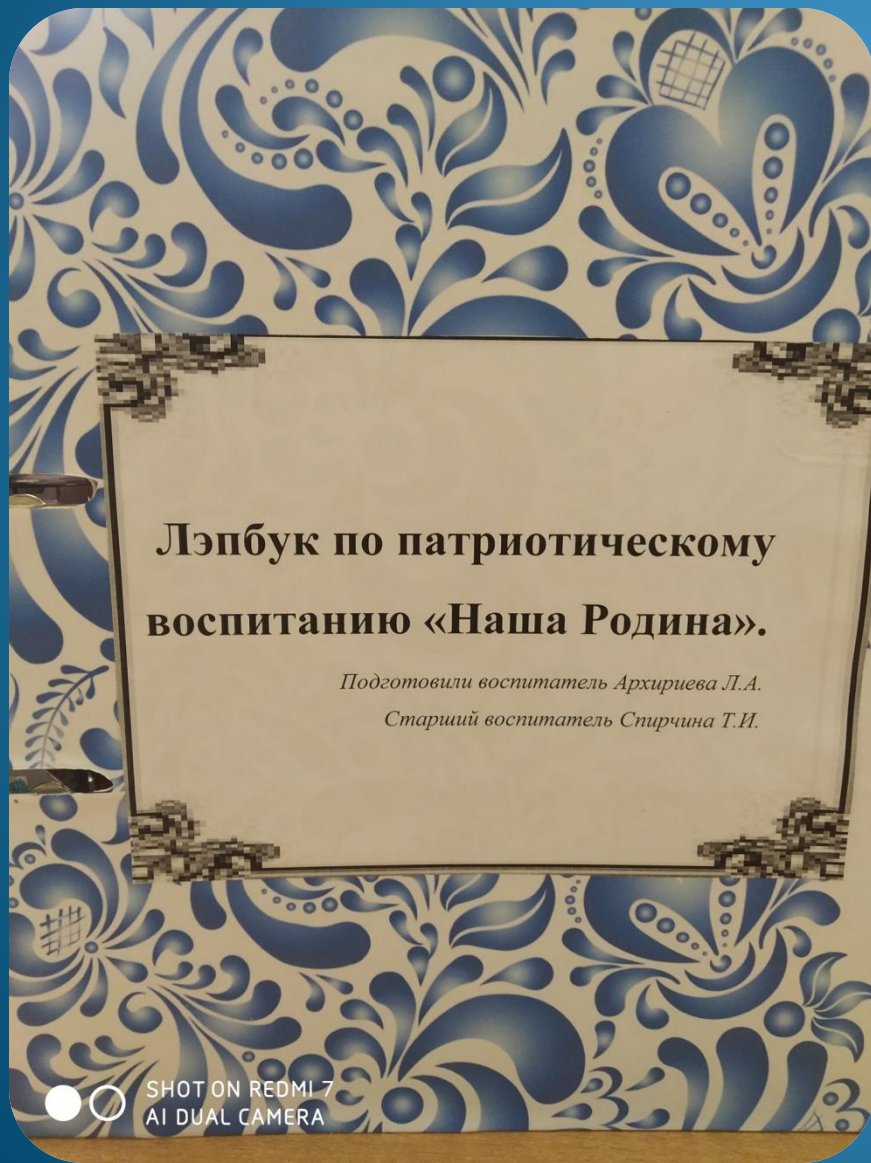 Лэпбук по патриотическому
воспитанию «Наша Родина».
Подготовили воспитатель Архириева Л.А.
Старший воспитатель Спирчина Т.И.
SHOT ON REDMI 7
AI DUAL CAMERA